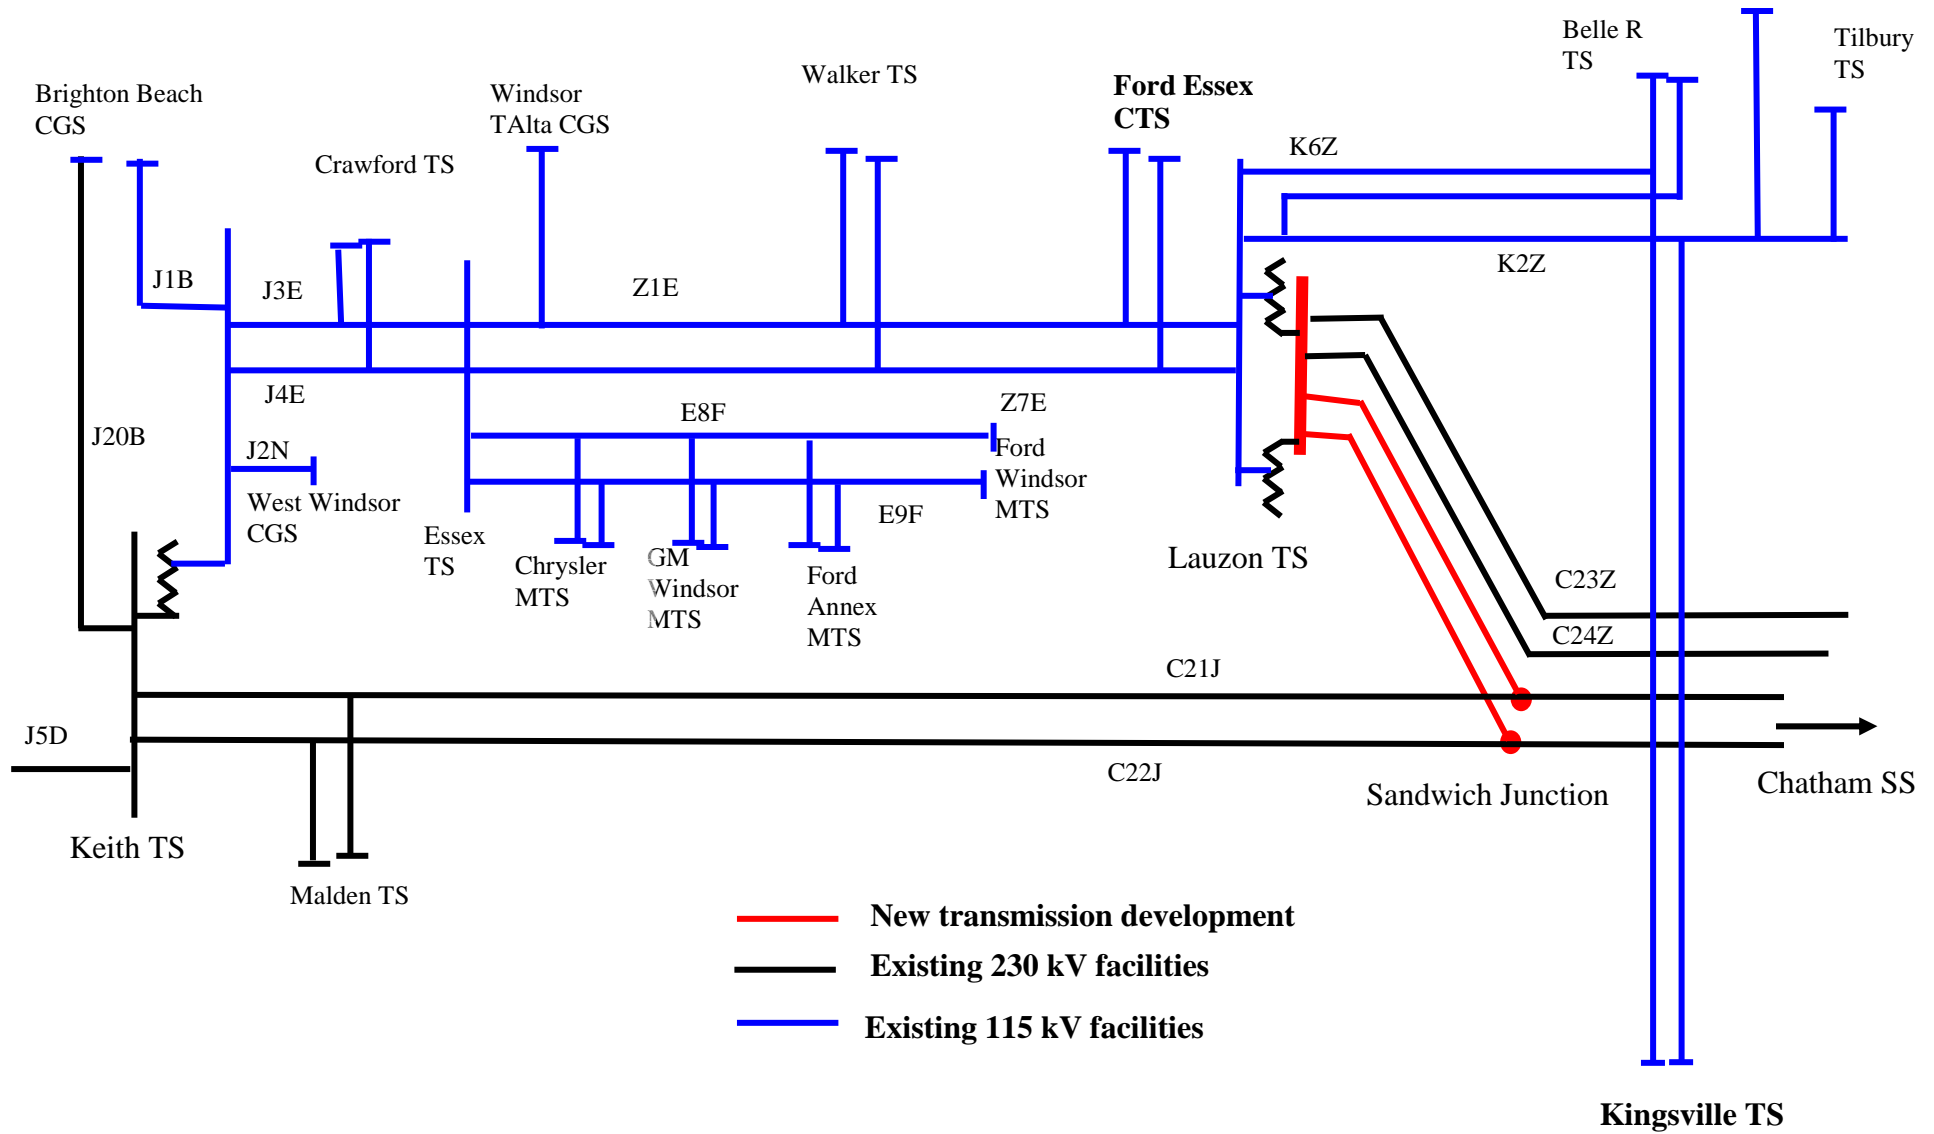 Belle R
TS
Tilbury
TS
Walker TS
Ford Essex
CTS
Brighton Beach
CGS
Windsor
TAlta CGS
Crawford TS
K6Z
K2Z
J1B
J3E
Z1E
J4E
E8F
Z7E
J20B
J2N
West Windsor
CGS
Ford
Windsor
MTS
E9F
Essex
TS
Chrysler
MTS
GM
Windsor
MTS
Ford
Annex
MTS
Lauzon TS
C23Z
C24Z
C21J
J5D
C22J
Sandwich Junction
Chatham SS
Keith TS
Malden TS
New transmission development
Existing 230 kV facilities
Existing 115 kV facilities
Kingsville TS